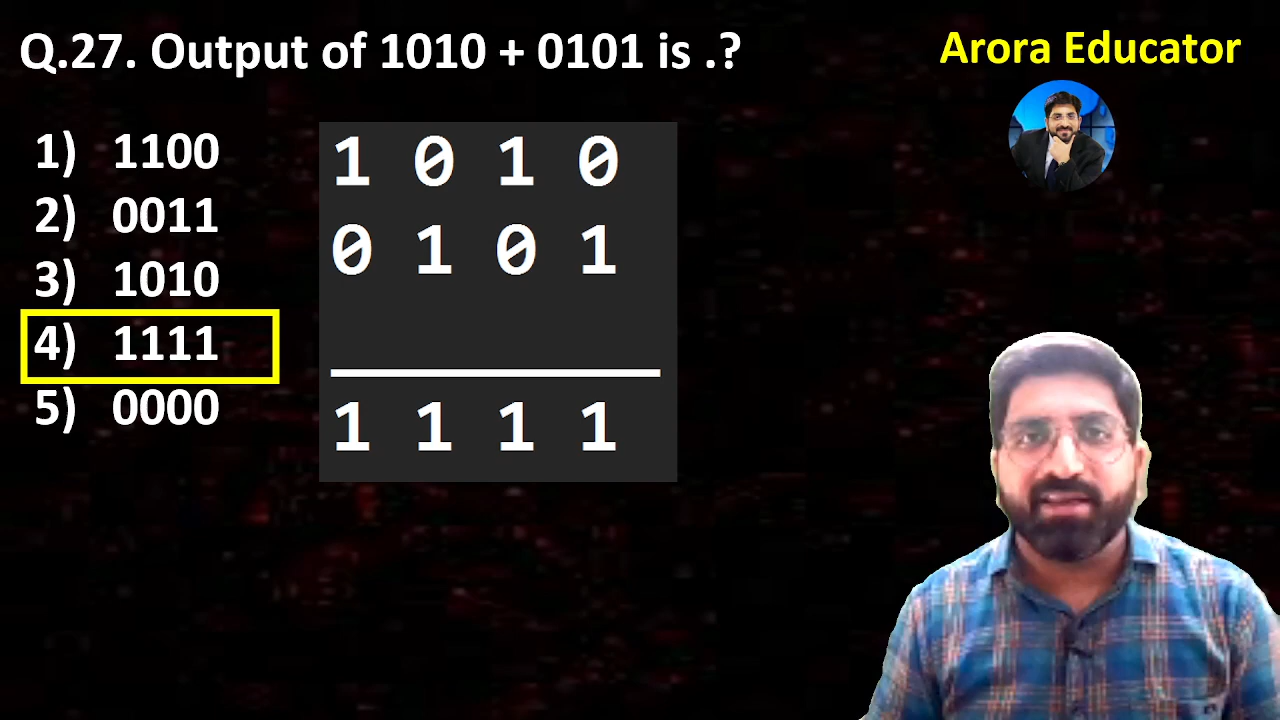 Q.27. Output of 1010 + 0101 is .?
Arora Educator
1) 1100
2) 0011
3) 1010
4) 1111
5) 0000
1 0 1 0
0 1 0 1
1 1 1 1